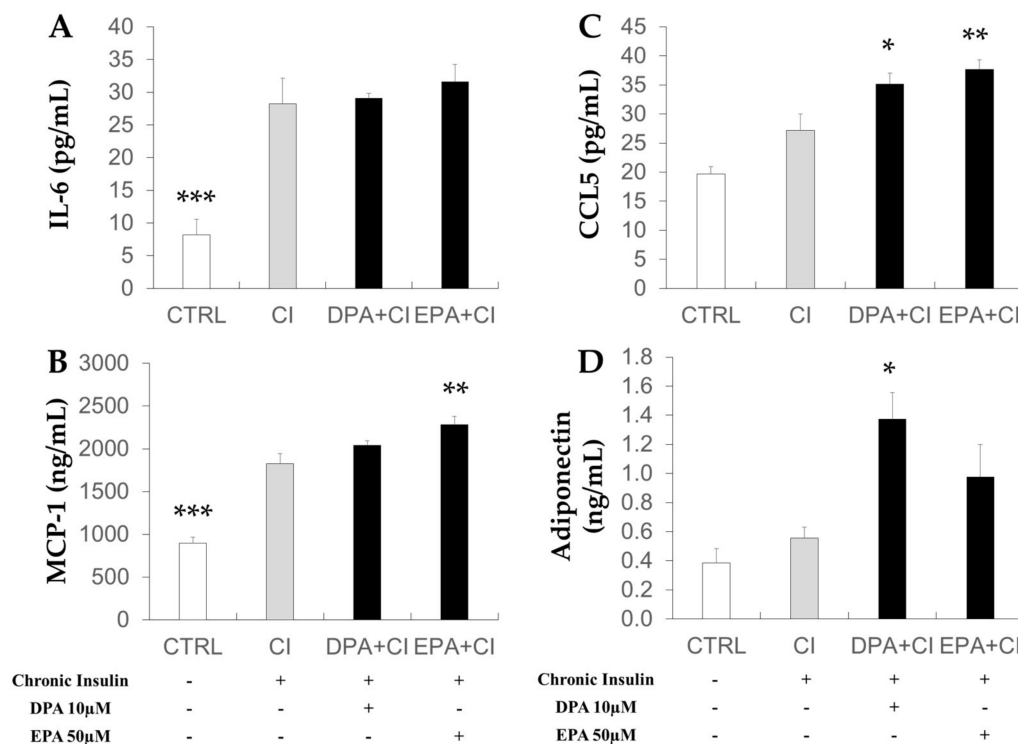 A
IL-6 (pg/mL)
40
35
30
25
20
15
10
5
0
***
CTRL CI DPA+CI EPA+CI
C
CCL5 (pg/mL)
45
40
35
30
25
20
15
10
5
0
*
**
CTRL CI DPA+CI EPA+CI
B
MCP-1 (ng/mL)
3000
2500
2000
1500
1000
500
0
***
**
CTRL CI DPA+CI EPA+CI
Chronic Insulin - + + +
DPA 10µM - - + -
EPA 50µM - - - +
D
Adiponectin
(ng/mL)
1.8
1.6
1.4
1.2
1.0
0.8
0.6
0.4
0.2
0.0
*
CTRL CI DPA+CI EPA+CI
Chronic Insulin - + + +
DPA 10µM - - + -
EPA 50µM - - - +